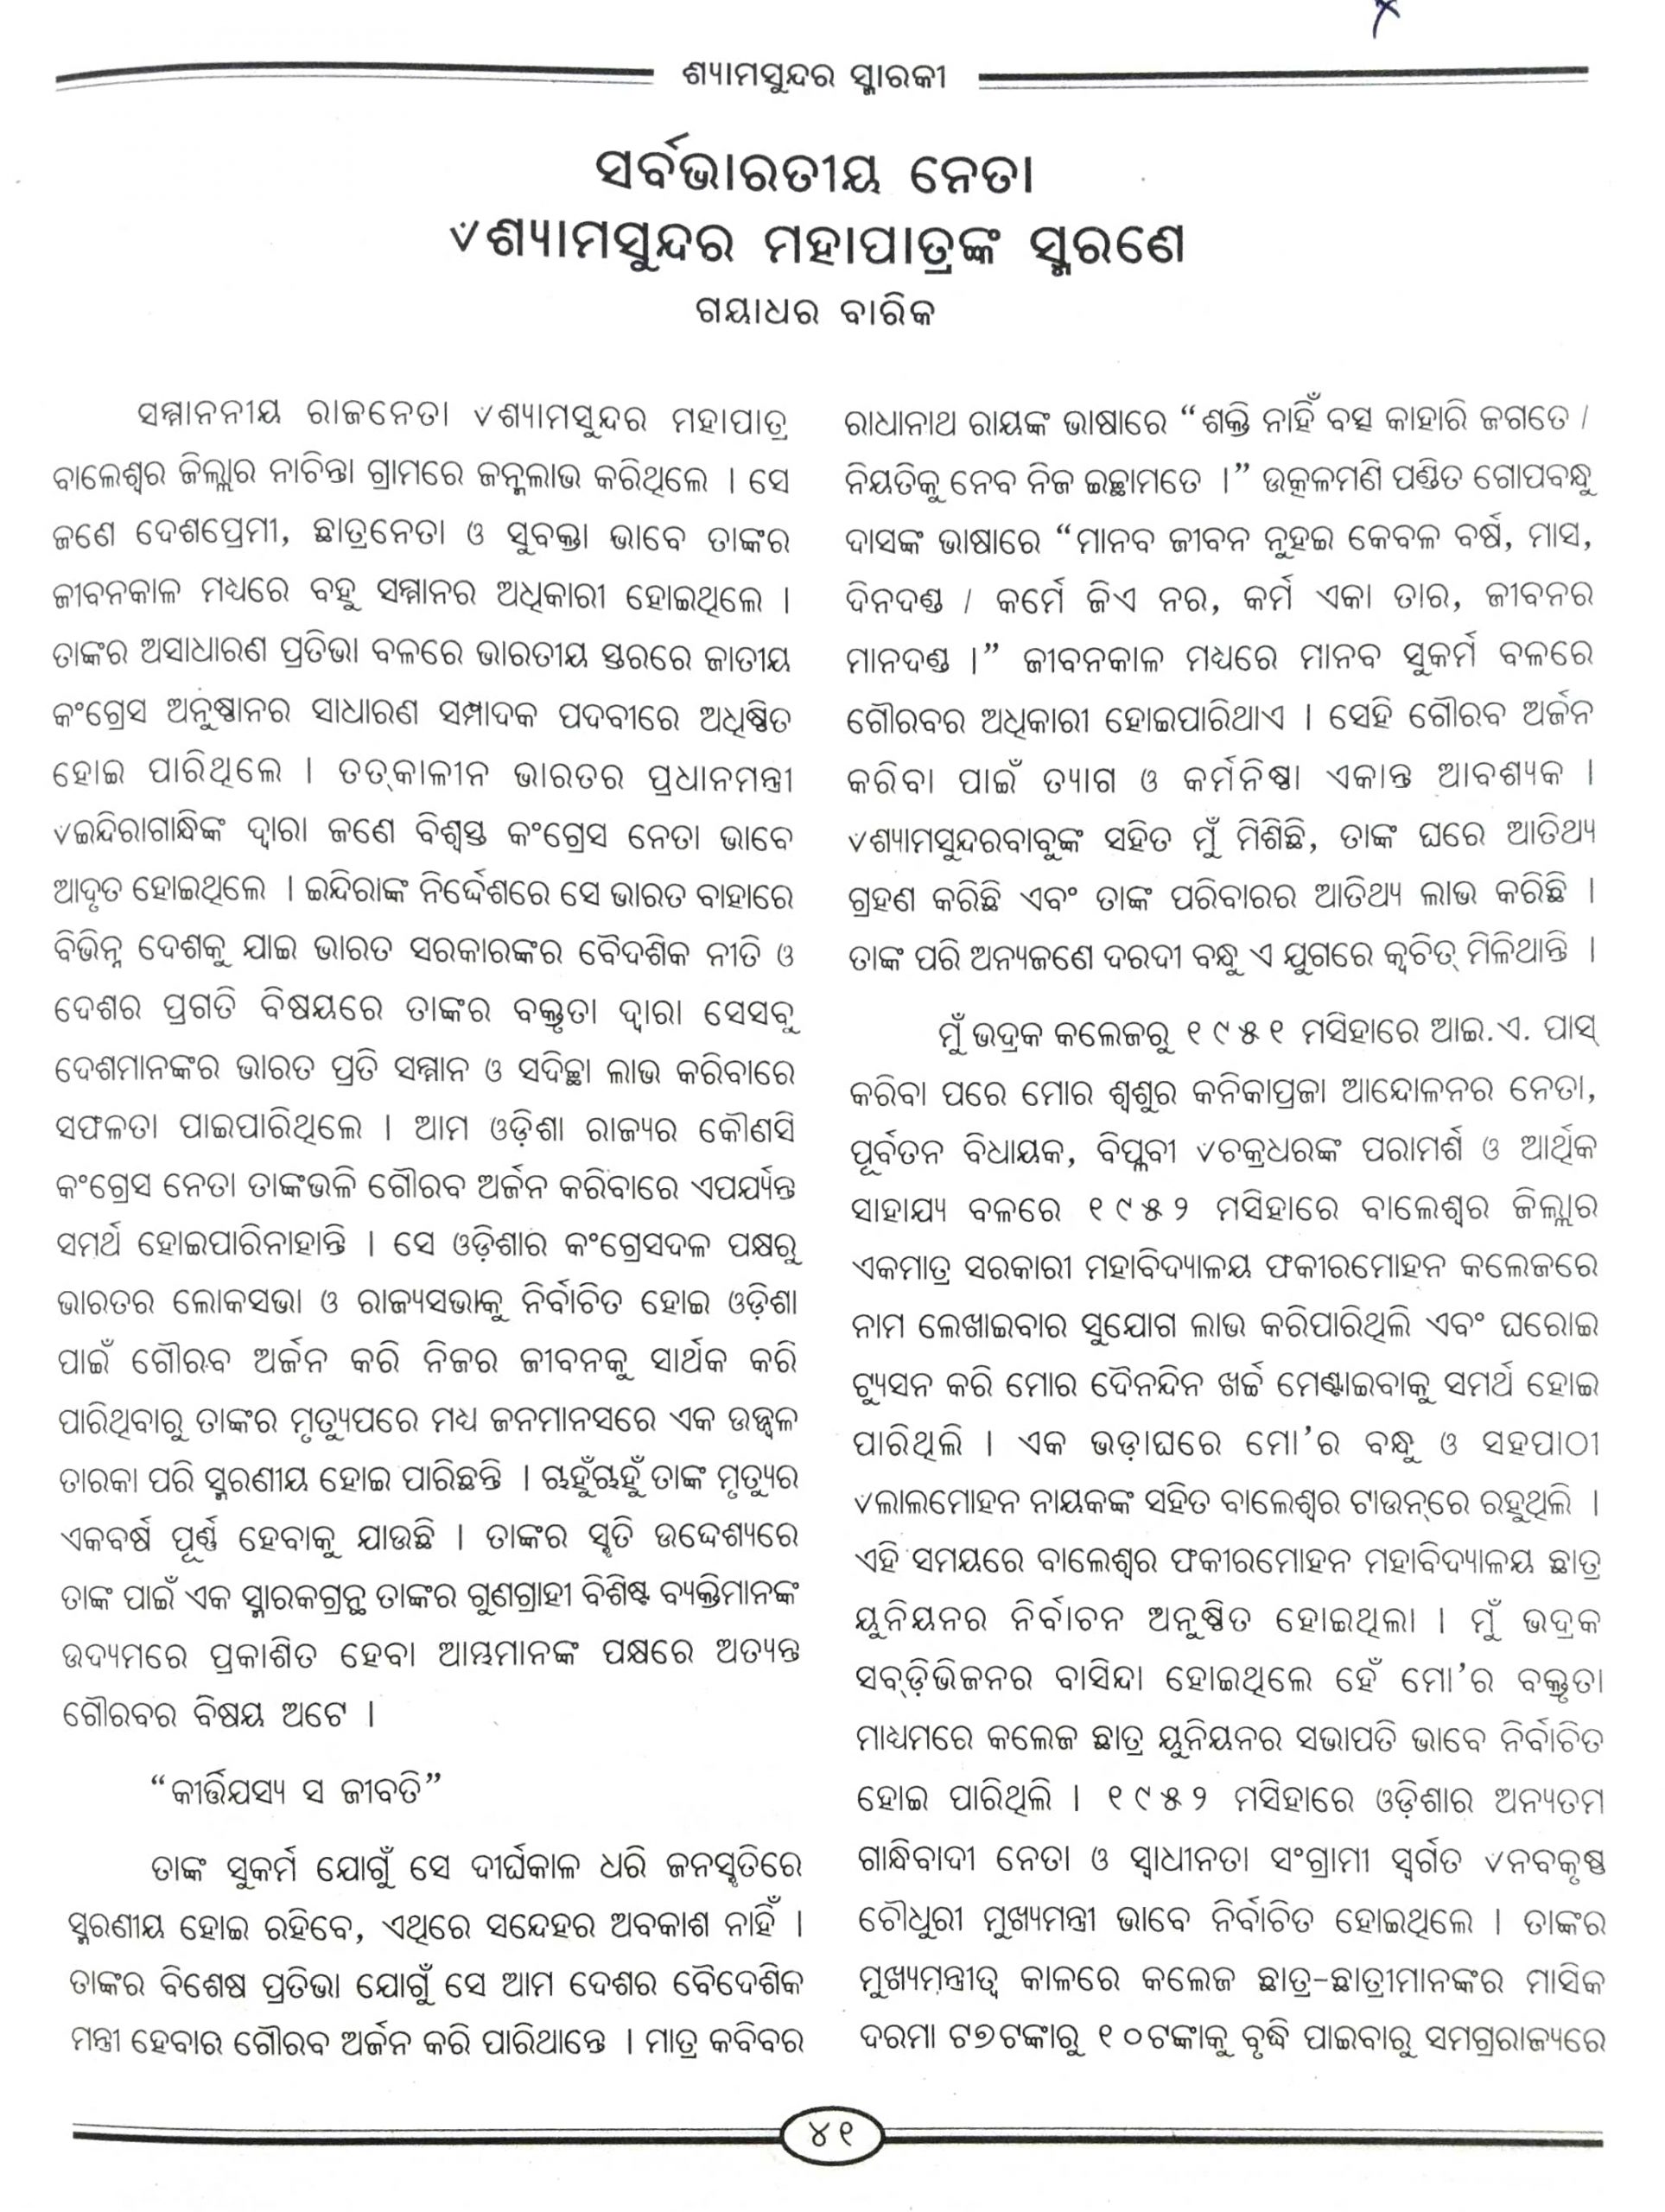 ଶ୍ୟାମସୁନ୍ଦର ସ୍ମାରକୀ
ସର୍ବଭାରତୀୟ ନେତା
୰ଶ୍ୟାମସୁନ୍ଦର ମହାପାତ୍ରଙ୍କ ସ୍ମରଣେ
ଗୟାଧର ବାରିକ
ସମ୍ମାନନୀୟ ରାଜନେତା ୰ଶ୍ୟାମସୁନ୍ଦର ମହାପାତ୍ର
ବାଲେଶ୍ୱର ଜିଲ୍ଲାର ନାଚିନ୍ତା ଗ୍ରାମରେ ଜନ୍ମଲାଭ କରିଥିଲେ । ସେ
ଜଣେ ଦେଶପ୍ରେମୀ, ଛାତ୍ରନେତା ଓ ସୁବକ୍ତା ଭାବେ ତାଙ୍କର
ଜୀବନକାଳ ମଧ୍ୟରେ ବହୁ ସମ୍ମାନର ଅଧିକାରୀ ହୋଇଥିଲେ ।
ତାଙ୍କର ଅସାଧାରଣ ପ୍ରତିଭା ବଳରେ ଭାରତୀୟ ସ୍ତରରେ ଜାତୀୟ
କଂଗ୍ରେସ ଅନୁଷ୍ଠାନର ସାଧାରଣ ସମ୍ପାଦକ ପଦବୀରେ ଅଧିଷ୍ଠିତ
ହୋଇ ପାରିଥିଲେ । ତତ୍‌କାଳୀନ ଭାରତର ପ୍ରଧାନମନ୍ତ୍ରୀ
୰ଇନ୍ଦିରାଗାନ୍ଧିଙ୍କ ଦ୍ୱାରା ଜଣେ ବିଶ୍ୱସ୍ତ କଂଗ୍ରେସ ନେତା ଭାବେ
ଆଦୃତ ହୋଇଥିଲେ । ଇନ୍ଦିରାଙ୍କ ନିର୍ଦ୍ଦେଶରେ ସେ ଭାରତ ବାହାରେ
ବିଭିନ୍ନ ଦେଶକୁ ଯାଇ ଭାରତ ସରକାରଙ୍କର ବୈଦଶିକ ନୀତି ଓ
ଦେଶର ପ୍ରଗତି ବିଷୟରେ ତାଙ୍କର ବକ୍ତୃତା ଦ୍ୱାରା ସେସବୁ
ଦେଶମାନଙ୍କର ଭାରତ ପ୍ରତି ସମ୍ମାନ ଓ ସଦିଚ୍ଛା ଲାଭ କରିବାରେ
ସଫଳତା ପାଇପାରିଥିଲେ । ଆମ ଓଡ଼ିଶା ରାଜ୍ୟର କୌଣସି
କଂଗ୍ରେସ ନେତା ତାଙ୍କଭଳି ଗୌରବ ଅର୍ଜନ କରିବାରେ ଏପର୍ଯ୍ୟନ୍ତ
ସମର୍ଥ ହୋଇପାରିନାହାନ୍ତି । ସେ ଓଡ଼ିଶାର କଂଗ୍ରେସଦଳ ପକ୍ଷରୁ
ଭାରତର ଲୋକସଭା ଓ ରାଜ୍ୟସଭାକୁ ନିର୍ବାଚିତ ହୋଇ ଓଡ଼ିଶା
ପାଇଁ ଗୌରବ ଅର୍ଜନ କରି ନିଜର ଜୀବନକୁ ସାର୍ଥକ କରି
ପାରିଥିବାରୁ ତାଙ୍କର ମୃତ୍ୟୁପରେ ମଧ୍ୟ ଜନମାନସରେ ଏକ ଉଜ୍ଜ୍ୱଳ
ତାରକା ପରି ସ୍ମରଣୀୟ ହୋଇ ପାରିଛନ୍ତି । ଋହୁଁଋହୁଁ ତାଙ୍କ ମୃତ୍ୟୁର
ଏକବର୍ଷ ପୂର୍ଣ୍ଣ ହେବାକୁ ଯାଉଛି । ତାଙ୍କର ସ୍ମୃତି ଉଦ୍ଦେଶ୍ୟରେ
ତାଙ୍କ ପାଇଁ ଏକ ସ୍ମାରକଗ୍ରନ୍ଥ ତାଙ୍କର ଗୁଣଗ୍ରାହୀ ବିଶିଷ୍ଟ ବ୍ୟକ୍ତିମାନଙ୍କ
ଉଦ୍ୟମରେ ପ୍ରକାଶିତ ହେବା ଆମ୍ଭମାନଙ୍କ ପକ୍ଷରେ ଅତ୍ୟନ୍ତ
ଗୌରବର ବିଷୟ ଅଟେ ।
“କୀର୍ତ୍ତିଯସ୍ୟ ସ ଜୀବତି”
ତାଙ୍କ ସୁକର୍ମ ଯୋଗୁଁ ସେ ଦୀର୍ଘକାଳ ଧରି ଜନସ୍ମୃତିରେ
ସ୍ମରଣୀୟ ହୋଇ ରହିବେ, ଏଥିରେ ସନ୍ଦେହର ଅବକାଶ ନାହିଁ ।
ତାଙ୍କର ବିଶେଷ ପ୍ରତିଭା ଯୋଗୁଁ ସେ ଆମ ଦେଶର ବୈଦେଶିକ
ମନ୍ତ୍ରୀ ହେବାର ଗୌରବ ଅର୍ଜନ କରି ପାରିଥାନ୍ତେ । ମାତ୍ର କବିବର
ରାଧାନାଥ ରାୟଙ୍କ ଭାଷାରେ “ଶକ୍ତି ନାହିଁ ବତ୍ସ କାହାରି ଜଗତେ /
ନିୟତିକୁ ନେବ ନିଜ ଇଚ୍ଛାମତେ ।” ଉତ୍କଳମଣି ପଣ୍ଡିତ ଗୋପବନ୍ଧୁ
ଦାସଙ୍କ ଭାଷାରେ “ମାନବ ଜୀବନ ନୁହଇ କେବଳ ବର୍ଷ, ମାସ,
ଦିନଦଣ୍ଡ / କର୍ମେ ଜିଏ ନର, କର୍ମ ଏକା ତାର, ଜୀବନର
ମାନଦଣ୍ଡ ।” ଜୀବନକାଳ ମଧ୍ୟରେ ମାନବ ସୁକର୍ମ ବଳରେ
ଗୌରବର ଅଧିକାରୀ ହୋଇପାରିଥାଏ । ସେହି ଗୌରବ ଅର୍ଜନ
କରିବା ପାଇଁ ତ୍ୟାଗ ଓ କର୍ମନିଷ୍ଠା ଏକାନ୍ତ ଆବଶ୍ୟକ ।
୰ଶ୍ୟାମସୁନ୍ଦରବାବୁଙ୍କ ସହିତ ମୁଁ ମିଶିଛି, ତାଙ୍କ ଘରେ ଆତିଥ୍ୟ
ଗ୍ରହଣ କରିଛି ଏବଂ ତାଙ୍କ ପରିବାରର ଆତିଥ୍ୟ ଲାଭ କରିଛି ।
ତାଙ୍କ ପରି ଅନ୍ୟଜଣେ ଦରଦୀ ବନ୍ଧୁ ଏ ଯୁଗରେ କ୍ୱଚିତ୍ ମିଳିଥାନ୍ତି ।
ମୁଁ ଭଦ୍ରକ କଲେଜରୁ ୧୯୫୧ ମସିହାରେ ଆଇ.ଏ. ପାସ୍
କରିବା ପରେ ମୋର ଶ୍ୱଶୁର କନିକାପ୍ରଜା ଆନ୍ଦୋଳନର ନେତା,
ପୂର୍ବତନ ବିଧାୟକ, ବିପ୍ଳବୀ ୰ଚକ୍ରଧରଙ୍କ ପରାମର୍ଶ ଓ ଆର୍ଥିକ
ସାହାଯ୍ୟ ବଳରେ ୧୯୫୨ ମସିହାରେ ବାଲେଶ୍ୱର ଜିଲ୍ଲାର
ଏକମାତ୍ର ସରକାରୀ ମହାବିଦ୍ୟାଳୟ ଫକୀରମୋହନ କଲେଜରେ
ନାମ ଲେଖାଇବାର ସୁଯୋଗ ଲାଭ କରିପାରିଥିଲି ଏବଂ ଘରୋଇ
ଟ୍ୟୁସନ କରି ମୋର ଦୈନନ୍ଦିନ ଖର୍ଚ୍ଚ ମେଣ୍ଟାଇବାକୁ ସମର୍ଥ ହୋଇ
ପାରିଥିଲି । ଏକ ଭଡ଼ାଘରେ ମୋ’ର ବନ୍ଧୁ ଓ ସହପାଠୀ
୰ଲାଲମୋହନ ନାୟକଙ୍କ ସହିତ ବାଲେଶ୍ୱର ଟାଉନ୍‌ରେ ରହୁଥିଲି ।
ଏହି ସମୟରେ ବାଲେଶ୍ୱର ଫକୀରମୋହନ ମହାବିଦ୍ୟାଳୟ ଛାତ୍ର
ୟୁନିୟନର ନିର୍ବାଚନ ଅନୁଷ୍ଠିତ ହୋଇଥିଲା । ମୁଁ ଭଦ୍ରକ
ସବ୍‌ଡ଼ିଭିଜନର ବାସିନ୍ଦା ହୋଇଥିଲେ ହେଁ ମୋ’ର ବକ୍ତୃତା
ମାଧ୍ୟମରେ କଲେଜ ଛାତ୍ର ୟୁନିୟନର ସଭାପତି ଭାବେ ନିର୍ବାଚିତ
ହୋଇ ପାରିଥିଲି । ୧୯୫୨ ମସିହାରେ ଓଡ଼ିଶାର ଅନ୍ୟତମ
ଗାନ୍ଧିବାଦୀ ନେତା ଓ ସ୍ୱାଧୀନତା ସଂଗ୍ରାମୀ ସ୍ୱର୍ଗତ ୰ନବକୃଷ୍ଣ
ଚୌଧୁରୀ ମୁଖ୍ୟମନ୍ତ୍ରୀ ଭାବେ ନିର୍ବାଚିତ ହୋଇଥିଲେ । ତାଙ୍କର
ମୁଖ୍ୟମନ୍ତ୍ରୀତ୍ୱ କାଳରେ କଲେଜ ଛାତ୍ର-ଛାତ୍ରୀମାନଙ୍କର ମାସିକ
ଦରମା ଟ୭ଟଙ୍କାରୁ ୧୦ଟଙ୍କାକୁ ବୃଦ୍ଧି ପାଇବାରୁ ସମଗ୍ରରାଜ୍ୟରେ
୪୧